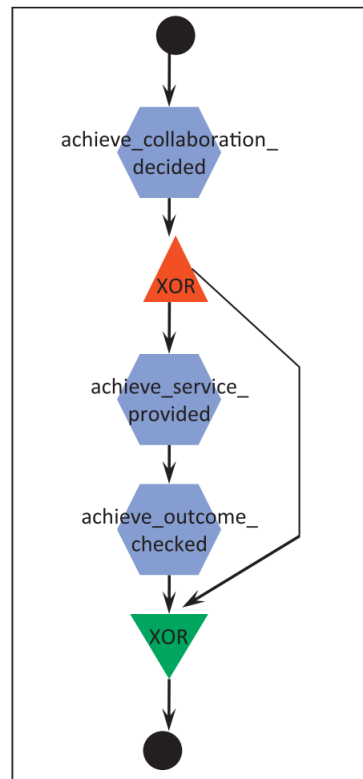 achieve_collaboration_
decided
XOR
achieve_service_
provided
achieve_outcome_
checked
XOR